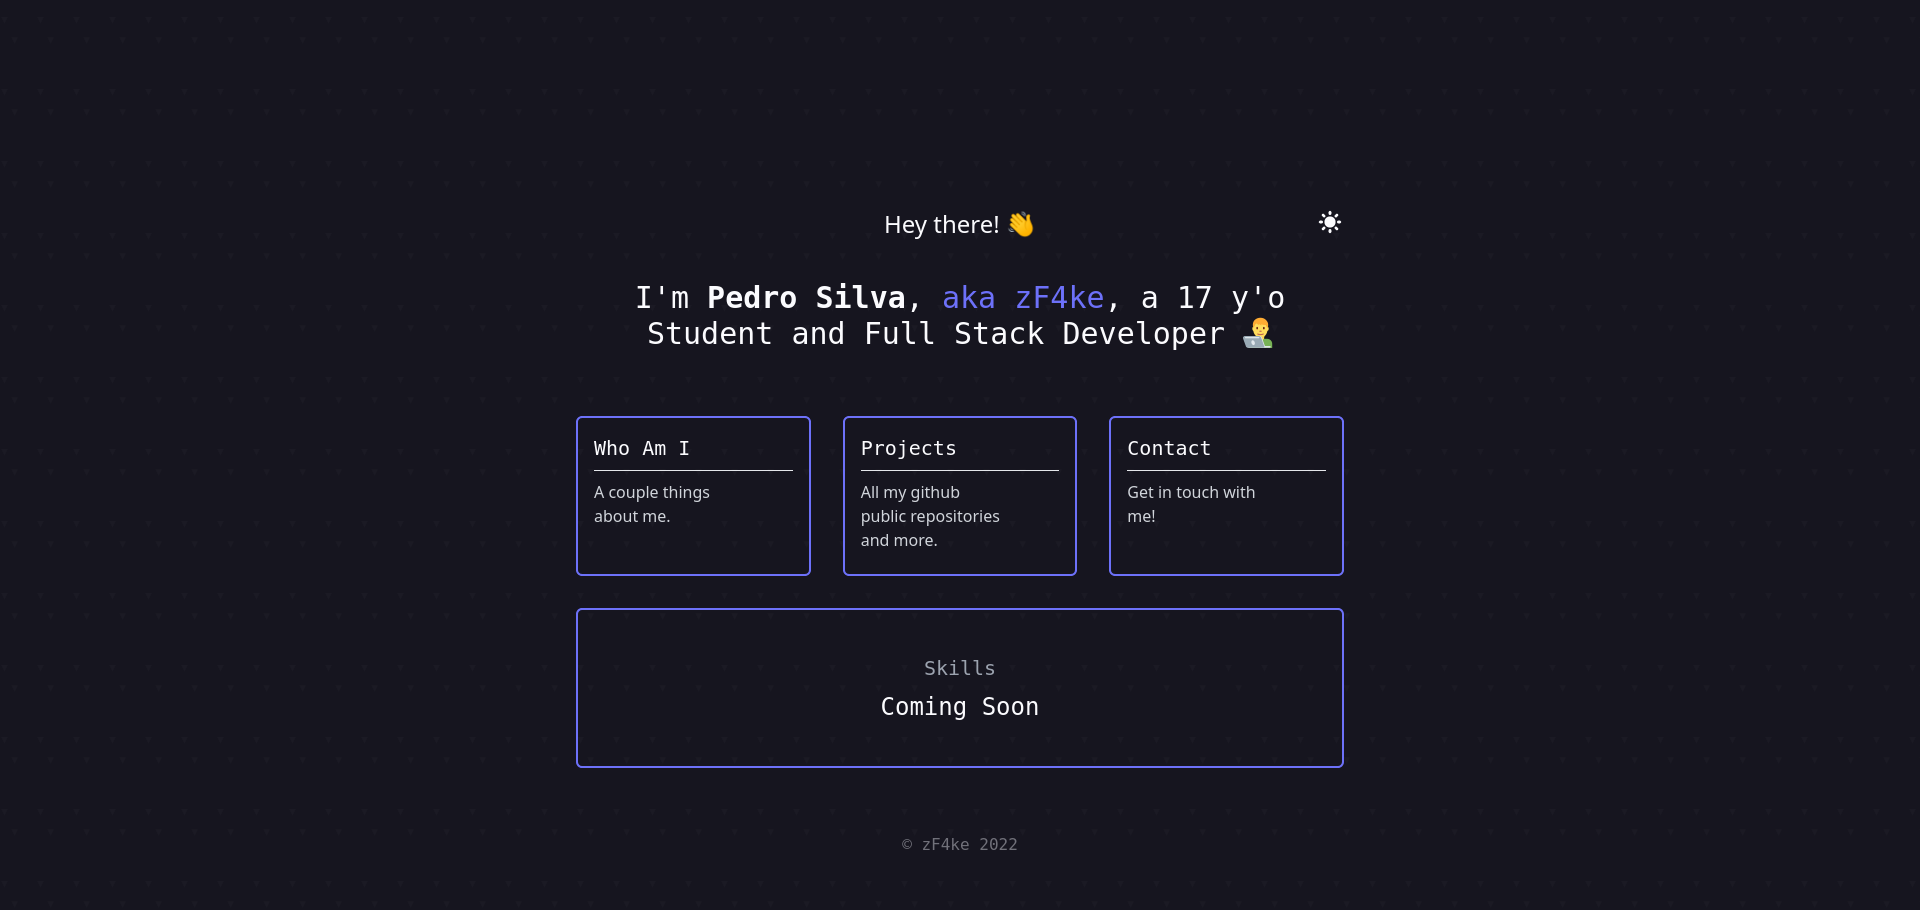 Hey there! 👋
I'm Pedro Silva, aka zF4ke, a 17 y'o
Student and Full Stack Developer 👨‍💻
Who Am I
A couple things
about me.
Projects
All my github
public repositories
and more.
Contact
Get in touch with
me!
Skills
Coming Soon
© zF4ke 2022